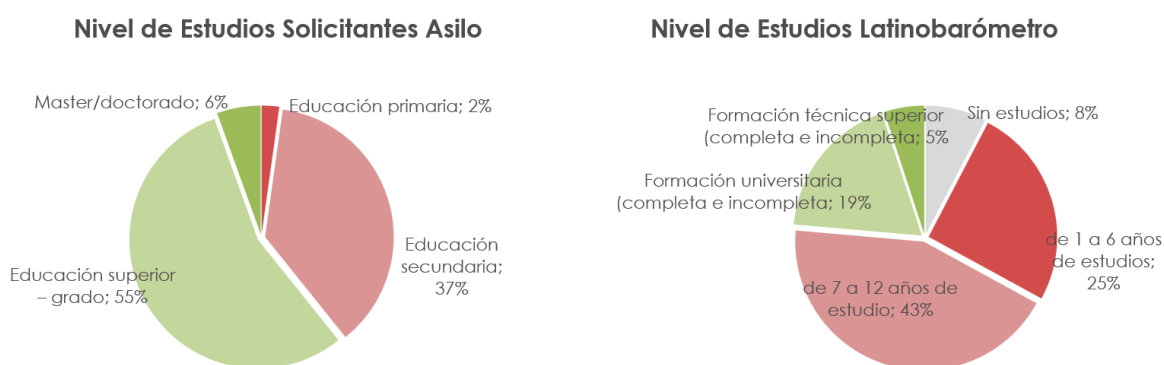 Nivel de Estudios Solicitantes Asilo
Master/doctorado; 6%
Educación primaria; 2%
Educación
secundaria;
37%
Educación superior
– grado; 55%
Nivel de Estudios Latinobarómetro
Formación técnica superior
(completa e incompleta; 5%
Sin estudios; 8%
Formación universitaria
(completa e incompleta; 19%
de 1 a 6 años
de estudios;
25%
de 7 a 12 años de
estudio; 43%